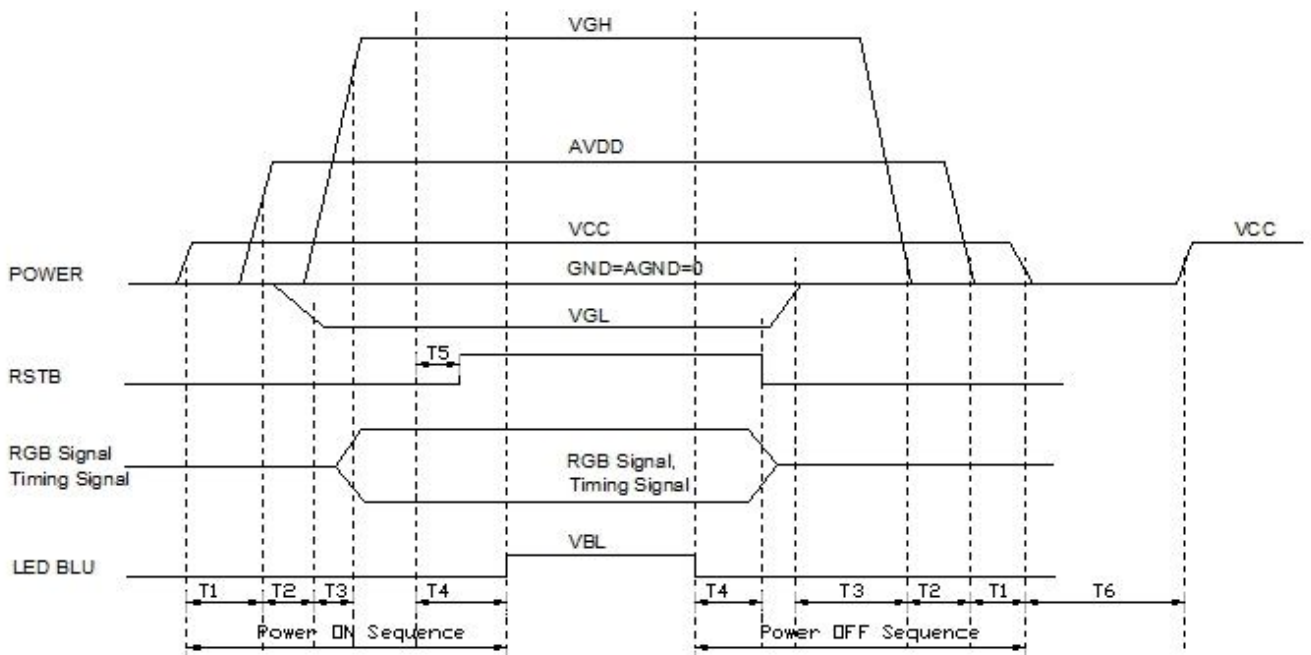 VGH
AVDD
VCC
VCC
POWER
GND=AGND=0
VGL
T5
RSTB
RGB Signal
Timing Signal
RGB Signal,
Timing Signal
VBL
LED BLU
T1 T2 T3 T4 T4 T3 T2 T1 T6
Power ON Sequence
Power OFF Sequence